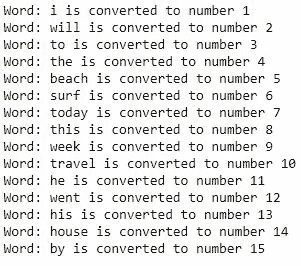 Word: i is converted to number 1
Word: will is converted to number 2
Word: to is converted to number 3
Word: the is converted to number 4
Word: beach is converted to number 5
Word: surf is converted to number 6
Word: today is converted to number 7
Word: this is converted to number 8
Word: week is converted to number 9
Word: travel is converted to number 10
Word: he is converted to number 11
Word: went is converted to number 12
Word: his is converted to number 13
Word: house is converted to number 14
Word: by is converted to number 15